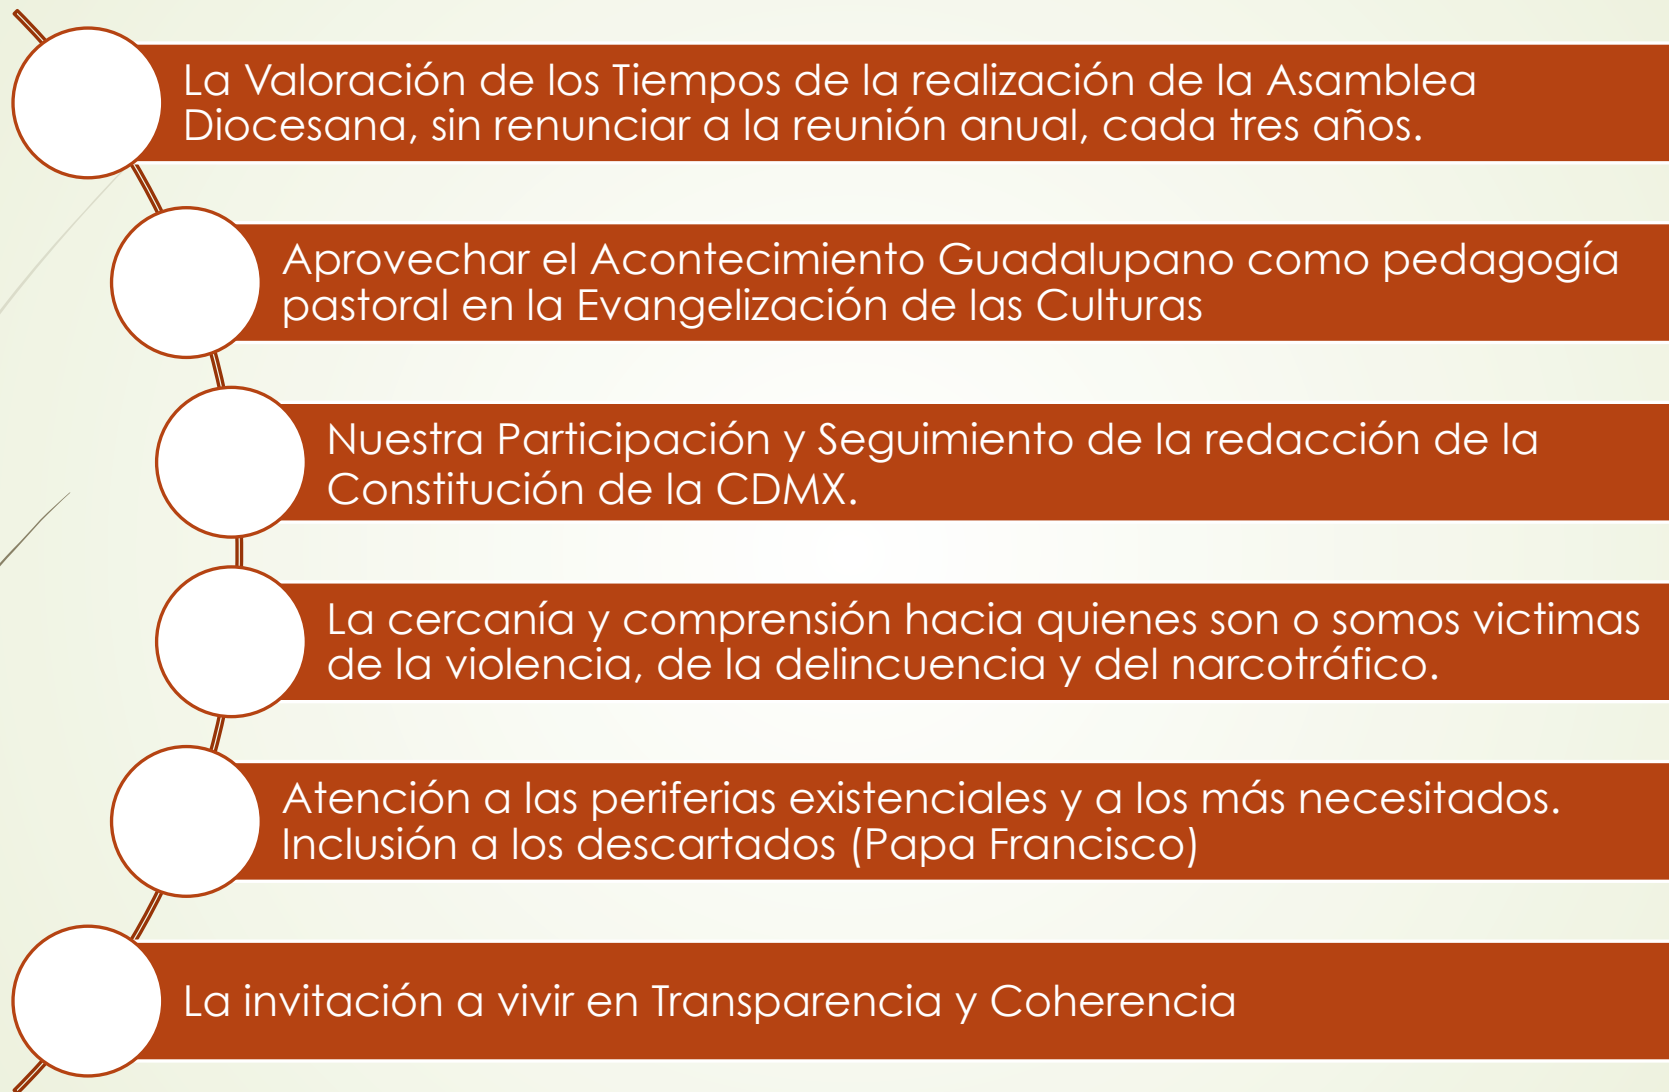 La Valoración de los Tiempos de la realización de la Asamblea
Diocesana, sin renunciar a la reunión anual, cada tres años.
Aprovechar el Acontecimiento Guadalupano como pedagogía
pastoral en la Evangelización de las Culturas
Nuestra Participación y Seguimiento de la redacción de la
Constitución de la CDMX.
La cercanía y comprensión hacia quienes son o somos victimas
de la violencia, de la delincuencia y del narcotráfico.
Atención a las periferias existenciales y a los más necesitados.
Inclusión a los descartados (Papa Francisco)
La invitación a vivir en Transparencia y Coherencia